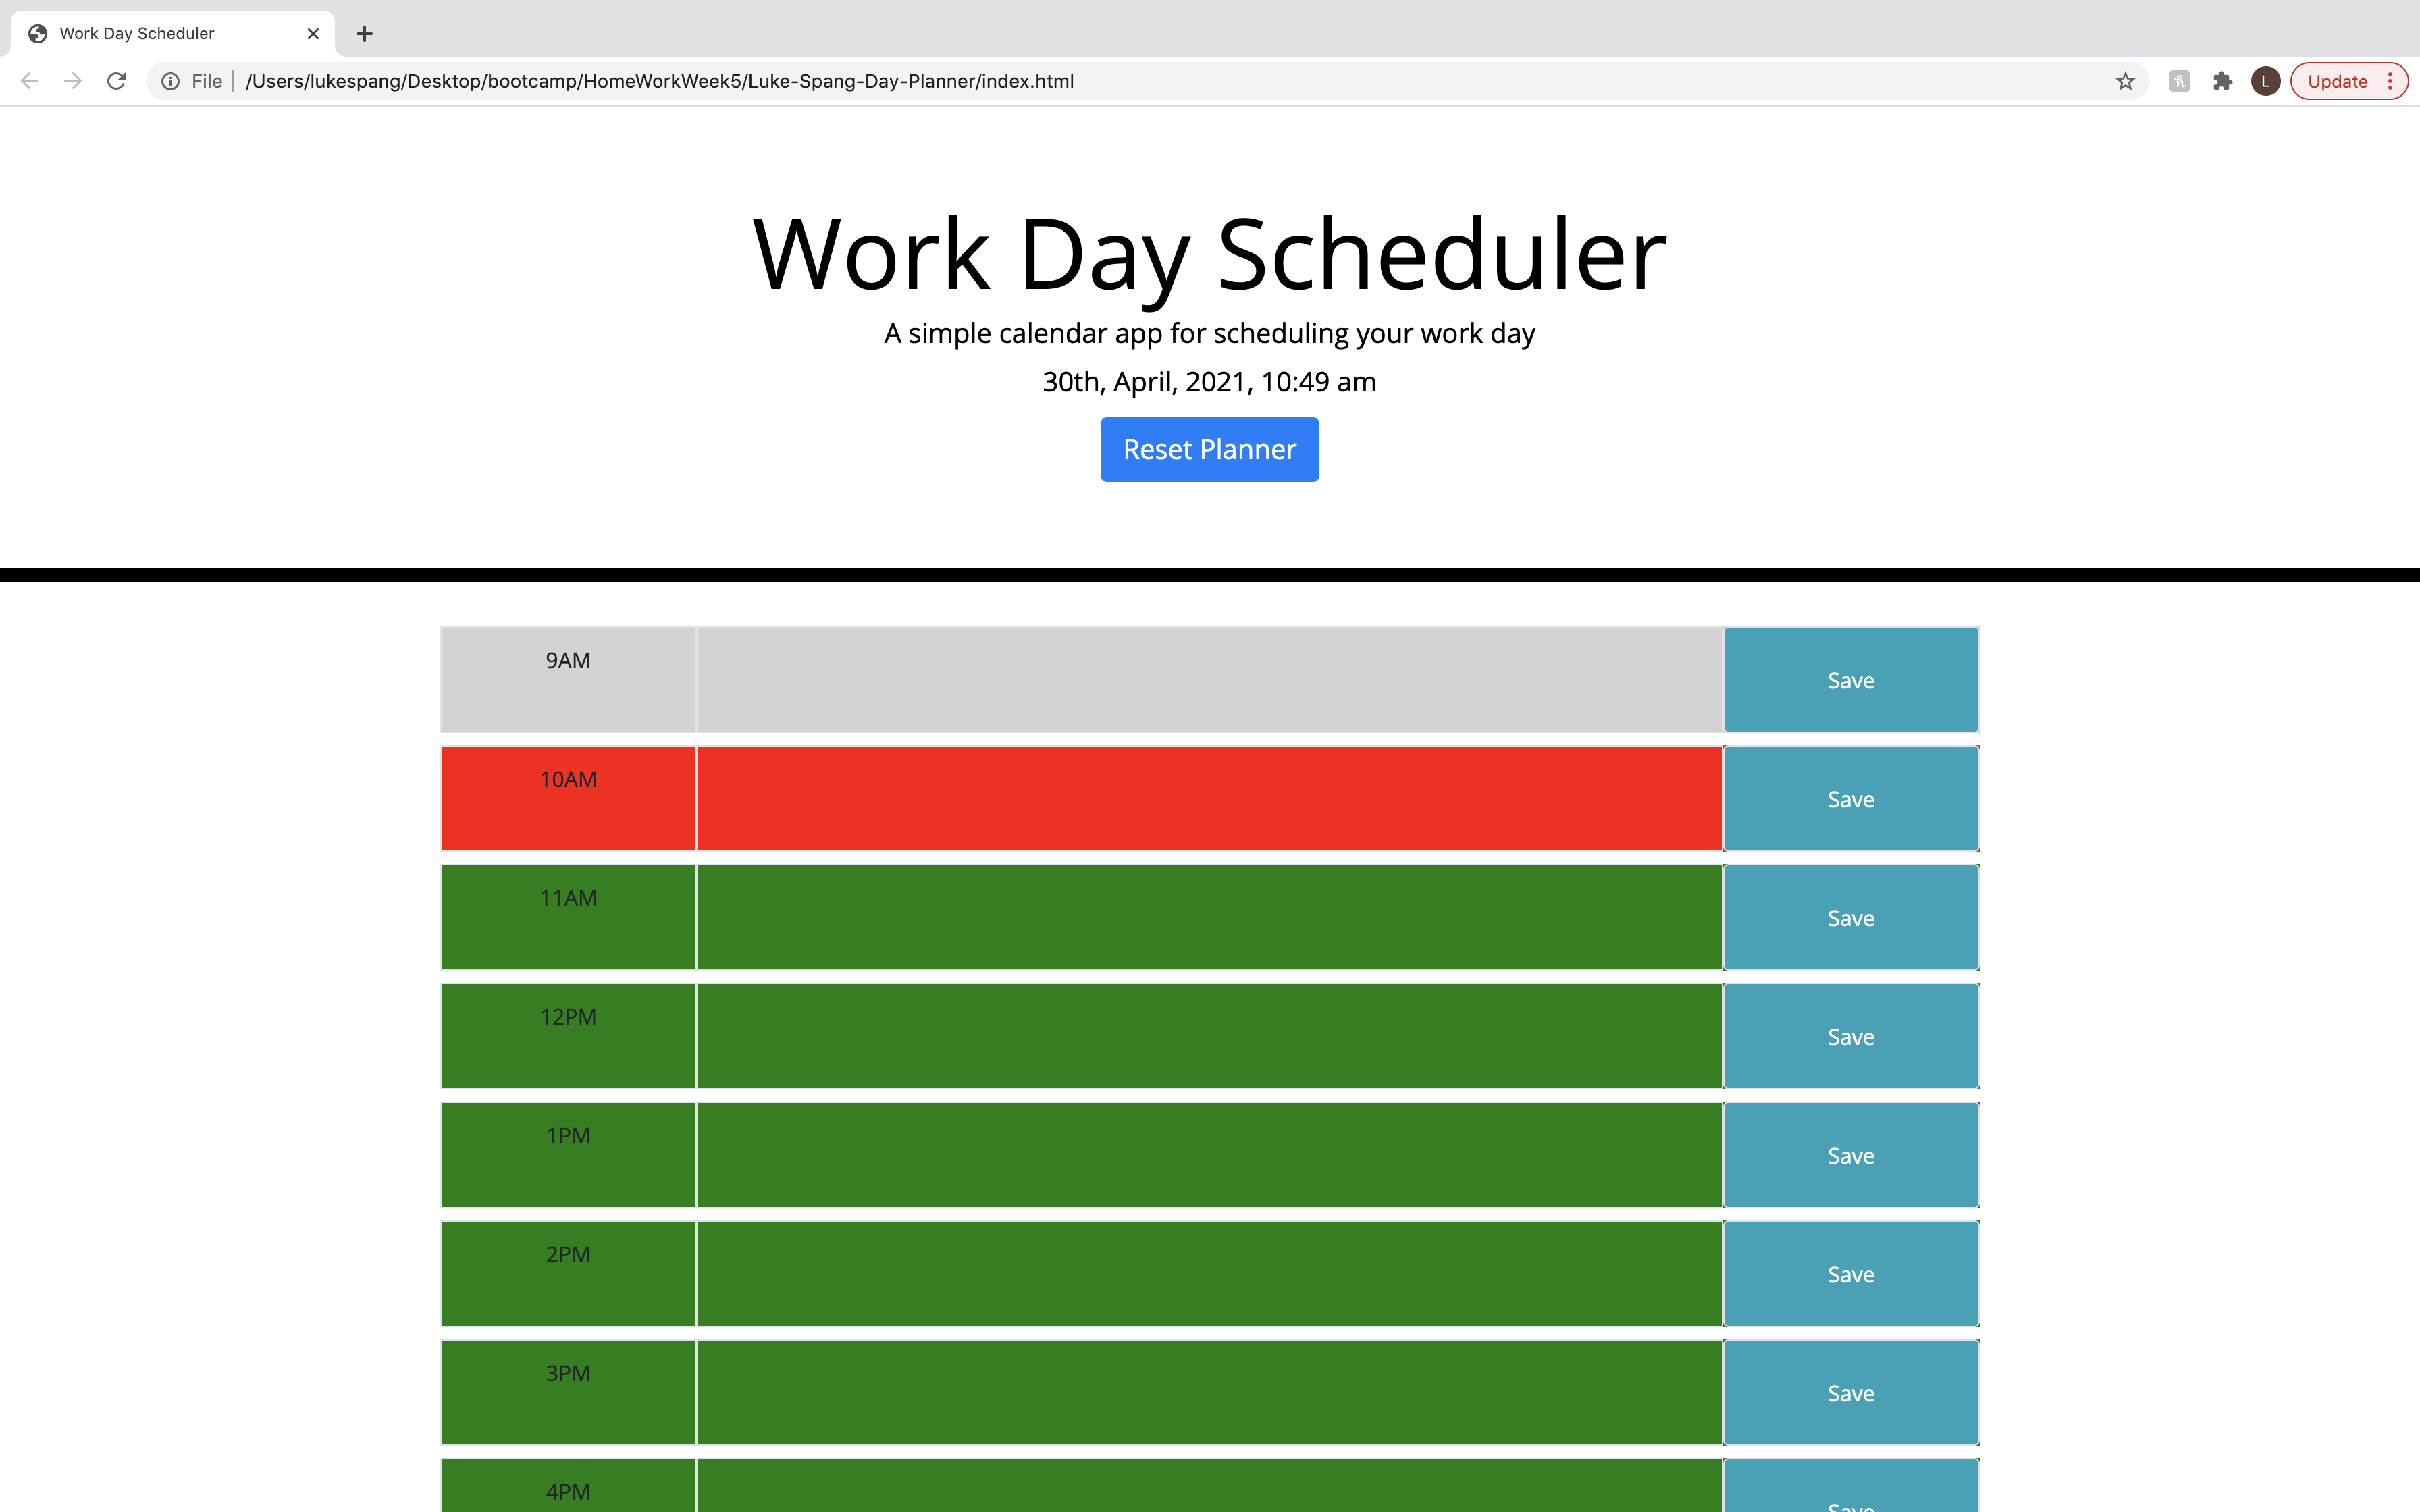 Work Day Scheduler
File /Users/lukespang/Desktop/bootcamp/HomeWorkWeek5/Luke-Spang-Day-Planner/index.html L Update
Work Day Scheduler
A simple calendar app for scheduling your work day
30th, April, 2021, 10:49 am
Reset Planner
9AM Save
10AM Save
11AM Save
12PM Save
1PM Save
2PM Save
3PM Save
4PM Save